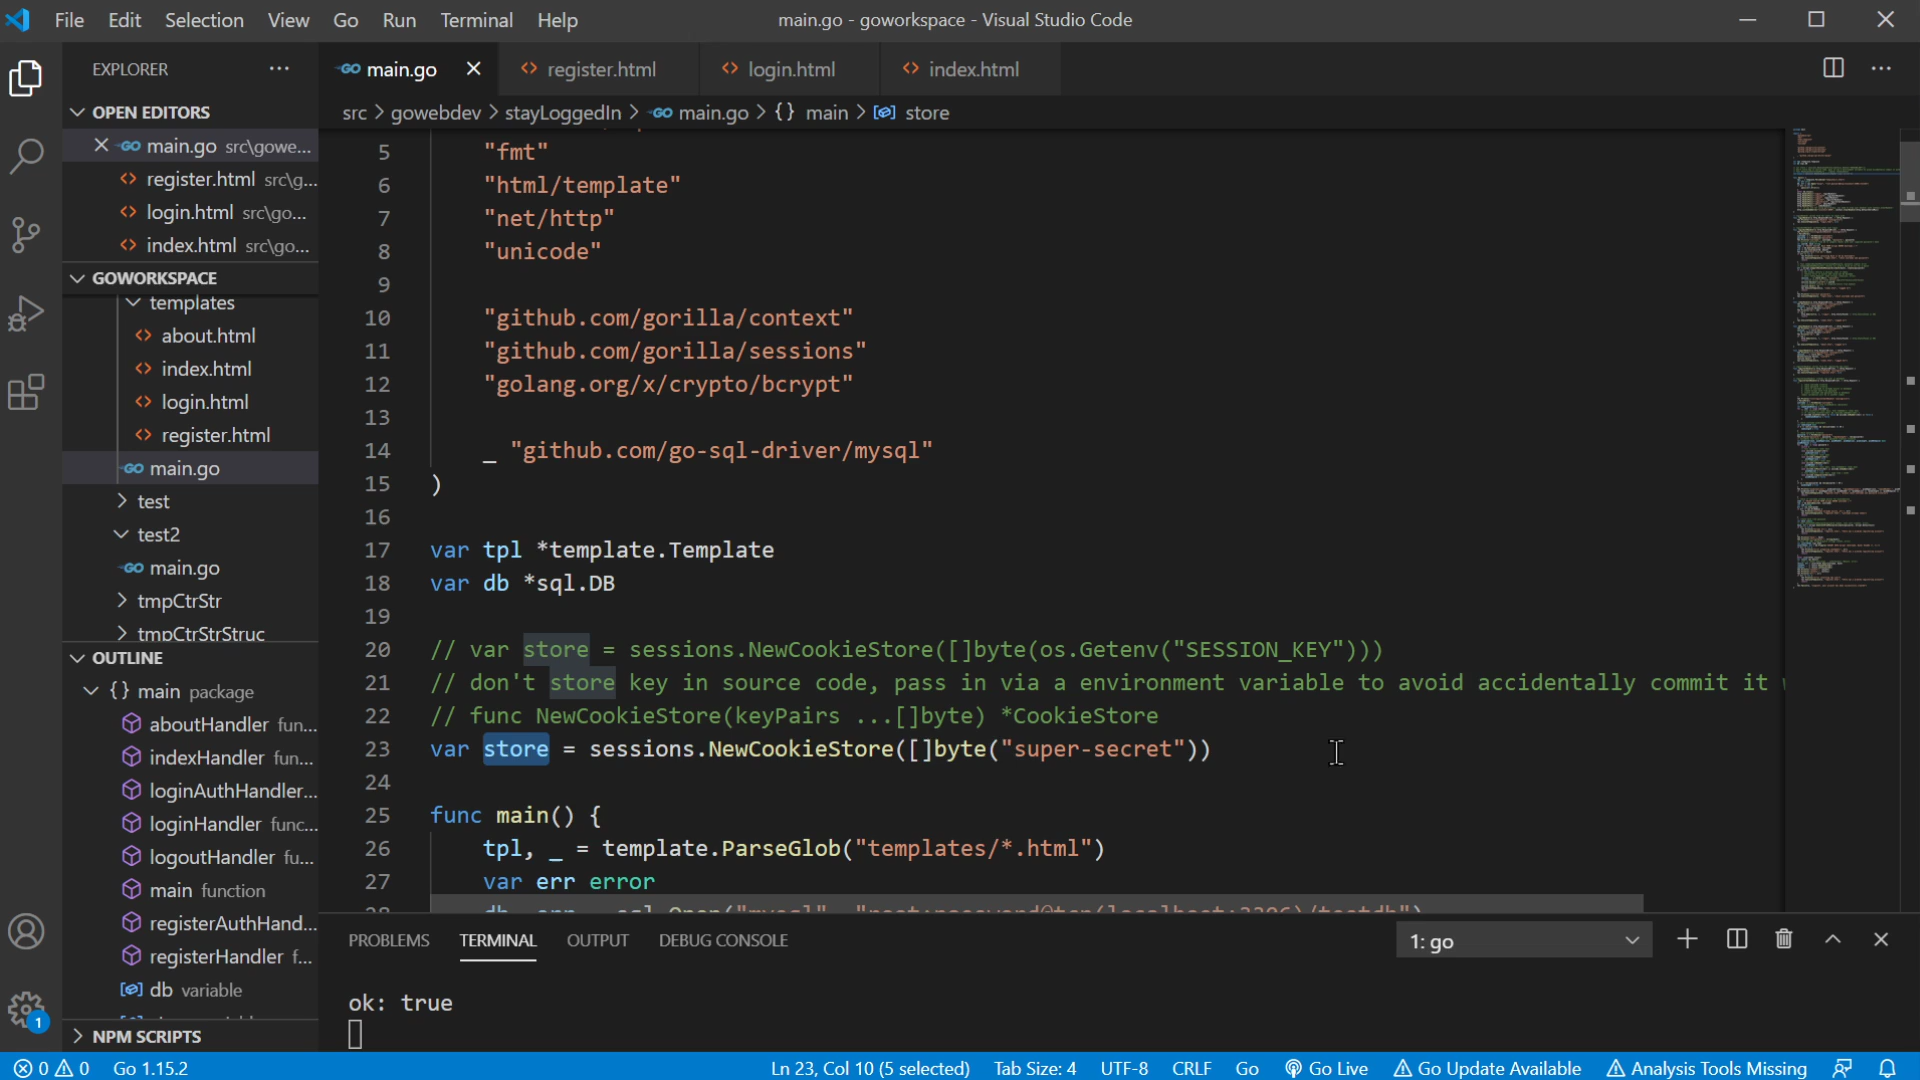 File Edit Selection View Go Run Terminal Help
main.go - goworkspace - Visual Studio Code
EXPLORER
OPEN EDITORS
main.go src\gowe...
register.html src\g...
login.html src\go...
index.html src\go...
GOWORKSPACE
templates
about.html
index.html
login.html
register.html
main.go
test
test2
main.go
tmpCtrStr
tmpCtrStrStruc
OUTLINE
{} main package
aboutHandler fun...
indexHandler fun...
loginAuthHandler...
loginHandler func...
logoutHandler fu...
main function
registerAuthHand...
registerHandler f...
db variable
NPM SCRIPTS
main.go register.html login.html index.html
src > gowebdev > stayLoggedIn > main.go > {} main > store
5 "fmt"
6 "html/template"
7 "net/http"
8 "unicode"
9
10 "github.com/gorilla/context"
11 "github.com/gorilla/sessions"
12 "golang.org/x/crypto/bcrypt"
13
14 _ "github.com/go-sql-driver/mysql"
15 )
16
17 var tpl *template.Template
18 var db *sql.DB
19
20 // var store = sessions.NewCookieStore([]byte(os.Getenv("SESSION_KEY")))
21 // don't store key in source code, pass in via a environment variable to avoid accidentally commit it
22 // func NewCookieStore(keyPairs ...[]byte) *CookieStore
23 var store = sessions.NewCookieStore([]byte("super-secret"))
24
25 func main() {
26 tpl, _ = template.ParseGlob("templates/*.html")
27 var err error
PROBLEMS TERMINAL OUTPUT DEBUG CONSOLE
1: go
ok: true
1
0 0 Go 1.15.2
Ln 23, Col 10 (5 selected) Tab Size: 4 UTF-8 CRLF Go Go Live Go Update Available Analysis Tools Missing